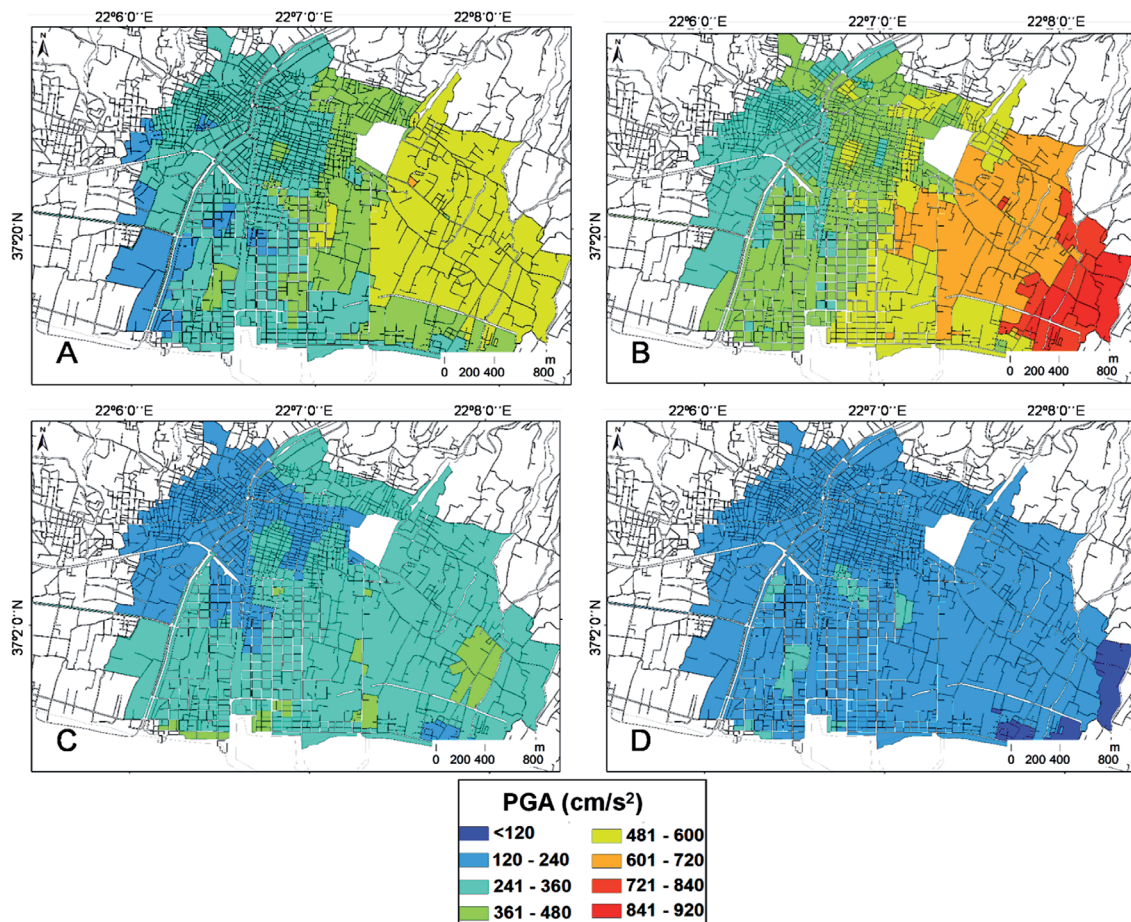 22°6'0"E 22°7'0"E 22°8'0"E
N
37°2'0"N
A
m
0 200 400 800
22°6'0"E 22°7'0"E 22°8'0"E
N
37°2'0"N
B
m
0 200 400 800
22°6'0"E 22°7'0"E 22°8'0"E
N
37°2'0"N
C
m
0 200 400 800
22°6'0"E 22°7'0"E 22°8'0"E
N
37°2'0"N
D
m
0 200 400 800
PGA (cm/s²)
<120 481 - 600
120 - 240 601 - 720
241 - 360 721 - 840
361 - 480 841 - 920